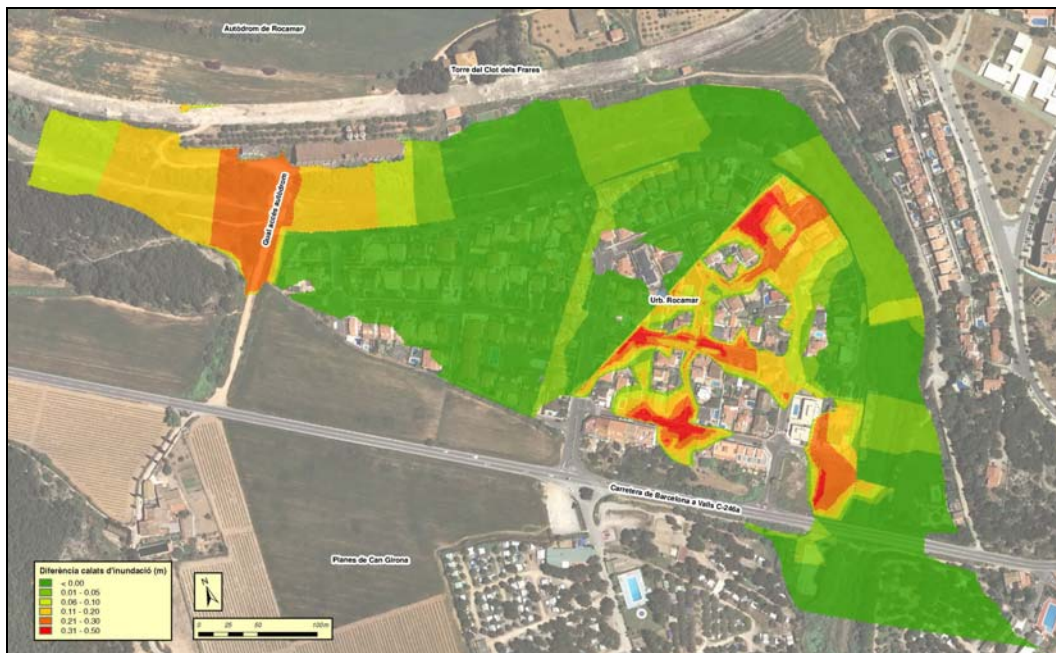 Autòdrom de Rocamar
Torre del Clot dels Frares
Gual accés autòdrom
Urb. Rocamar
Carretera de Barcelona a Valls C-246a
Planes de Can Girona
Diferència calats d'inundació (m)
< 0.00
0.01 - 0.05
0.06 - 0.10
0.11 - 0.20
0.21 - 0.30
0.31 - 0.50
N
0 25 50 100m